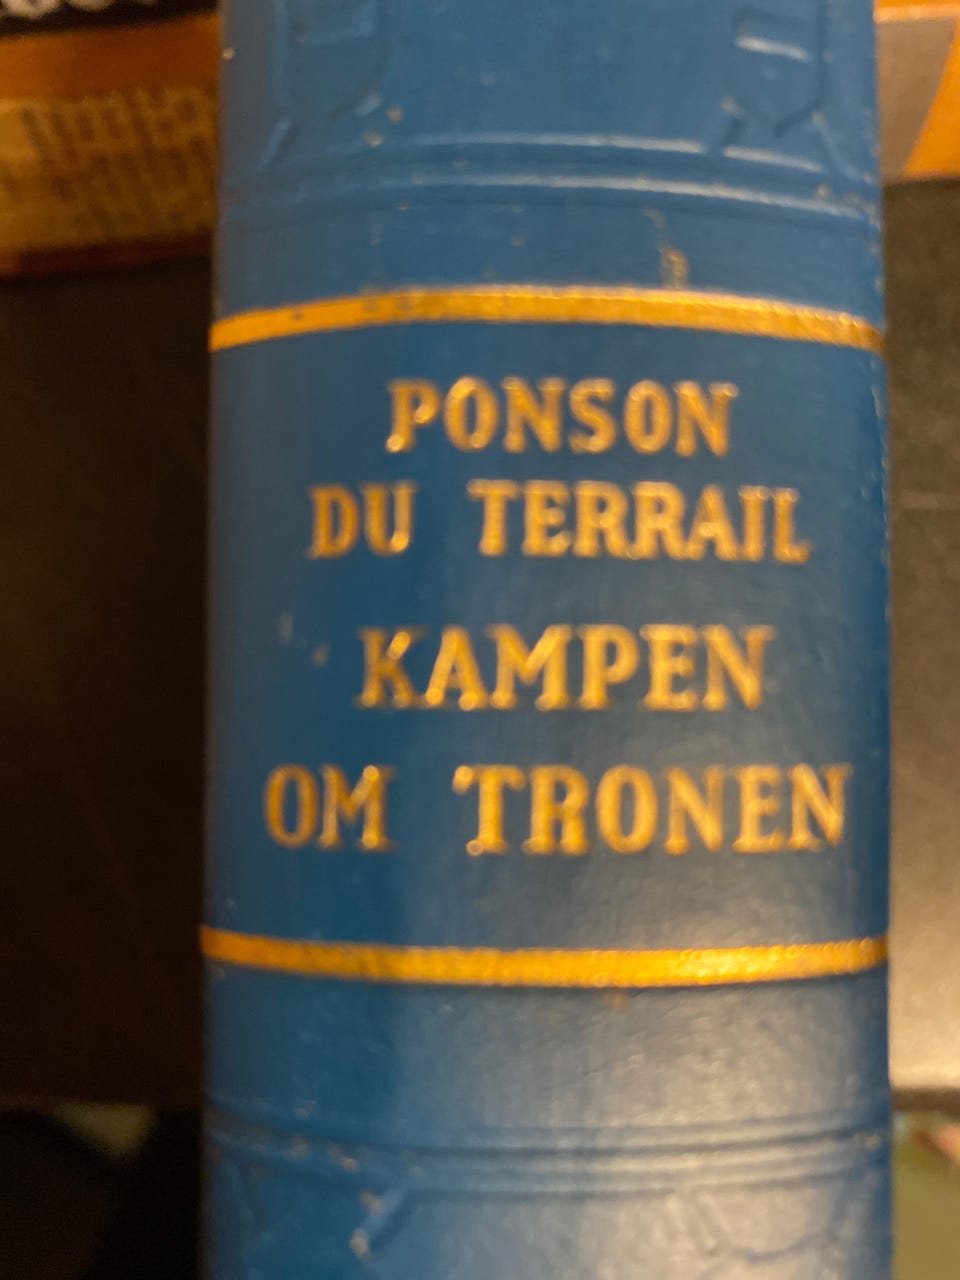 PONSON
DU TERRAIL
KAMPEN
OM TRONEN